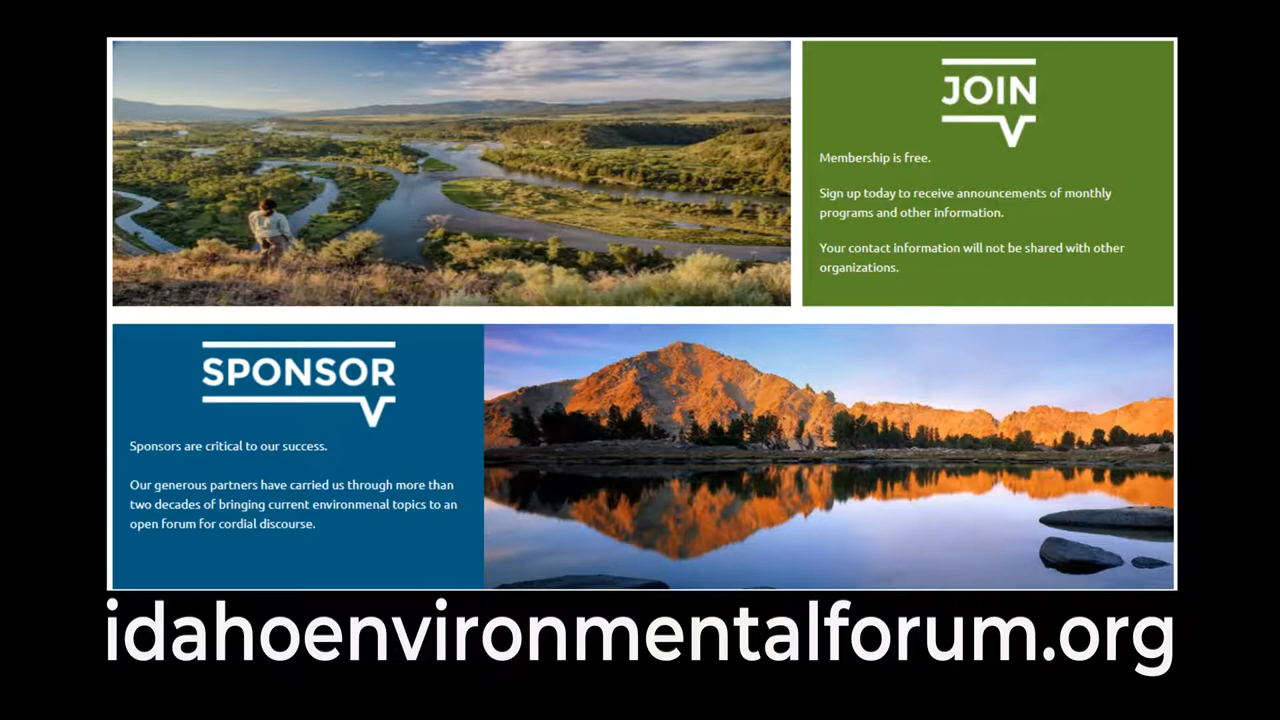 JOIN
Membership is free.
Sign up today to receive announcements of monthly
programs and other information.
Your contact information will not be shared with other
organizations.
SPONSOR
Sponsors are critical to our success.
Our generous partners have carried us through more than
two decades of bringing current environmenal topics to an
open forum for cordial discourse.
idahoenvironmentalforum.org